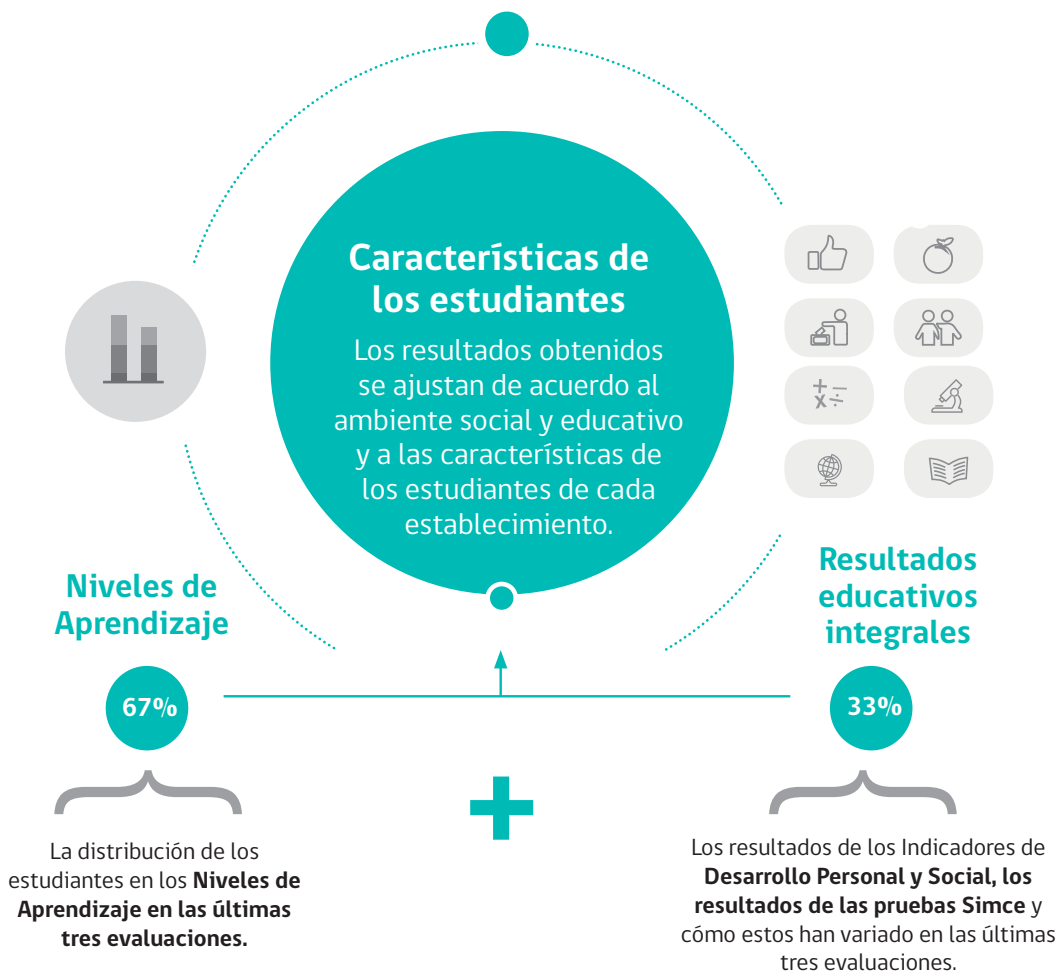 Características de
los estudiantes
Los resultados obtenidos
se ajustan de acuerdo al
ambiente social y educativo
y a las características de
los estudiantes de cada
establecimiento.
Niveles de
Aprendizaje
67%
La distribución de los
estudiantes en los Niveles de
Aprendizaje en las últimas
tres evaluaciones.
Resultados
educativos
integrales
33%
Los resultados de los Indicadores de
Desarrollo Personal y Social, los
resultados de las pruebas Simce y
cómo estos han variado en las últimas
tres evaluaciones.